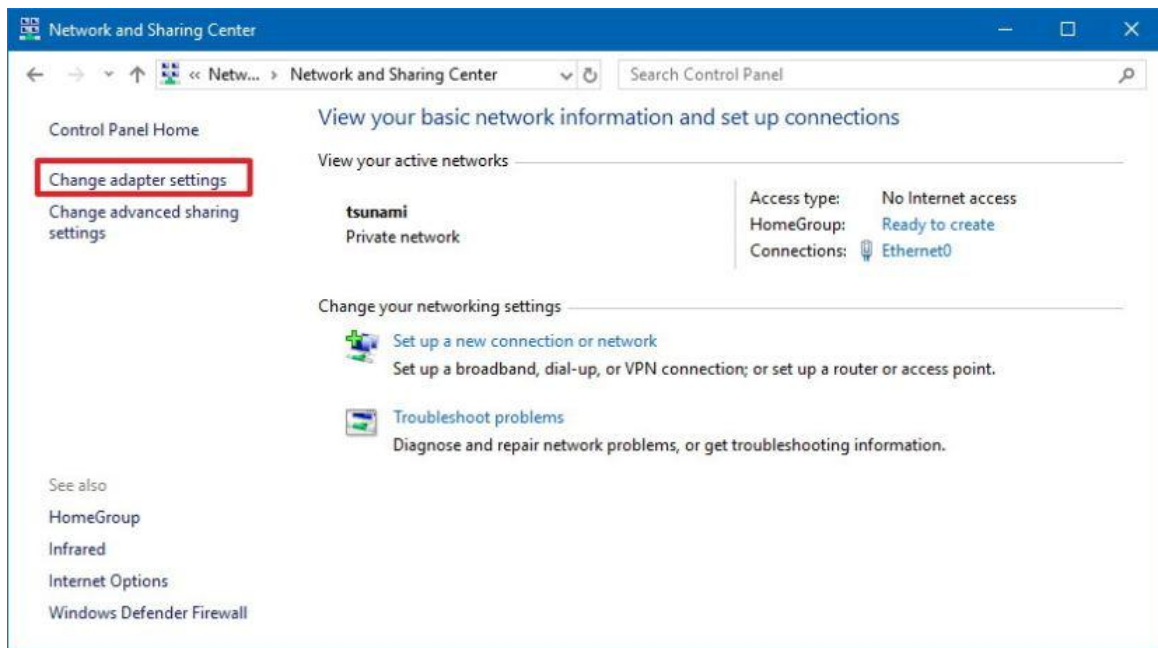 Network and Sharing Center
« Netw... › Network and Sharing Center
Search Control Panel
Control Panel Home
Change adapter settings
Change advanced sharing
settings
View your basic network information and set up connections
View your active networks
tsunami
Private network
Access type: No Internet access
HomeGroup: Ready to create
Connections: Ethernet0
Change your networking settings
Set up a new connection or network
Set up a broadband, dial-up, or VPN connection; or set up a router or access point.
Troubleshoot problems
Diagnose and repair network problems, or get troubleshooting information.
See also
HomeGroup
Infrared
Internet Options
Windows Defender Firewall